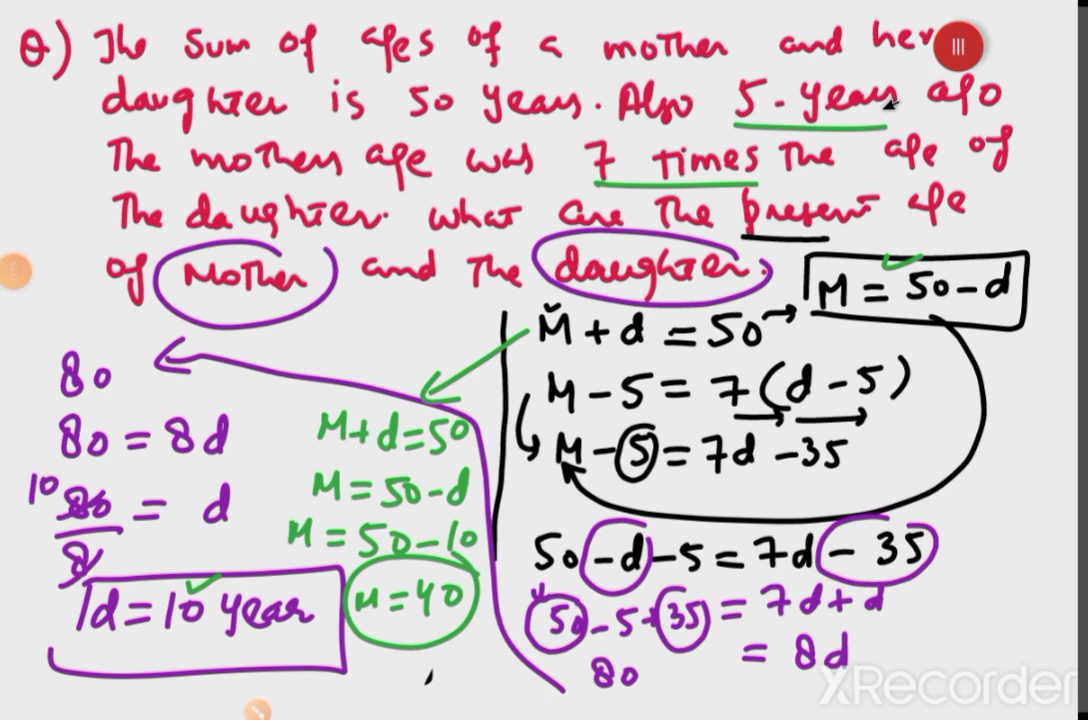 Q) The sum of ages of a mother and her
daughter is 50 years. Also 5-years ago
The mothers age was 7 times The age of
The daughter. What are The present age
of Mother and The daughter.
M = 50-d
M + d = 50 →
M - 5 = 7(d - 5)
M - 5 = 7d - 35
50 - d - 5 = 7d - 35
50 - 5 + 35 = 7d + d
80 = 8d
M+d=50
M = 50-d
M = 50-10
M = 40
80
80 = 8d
10
80/8 = d
d = 10 year
XRecorder